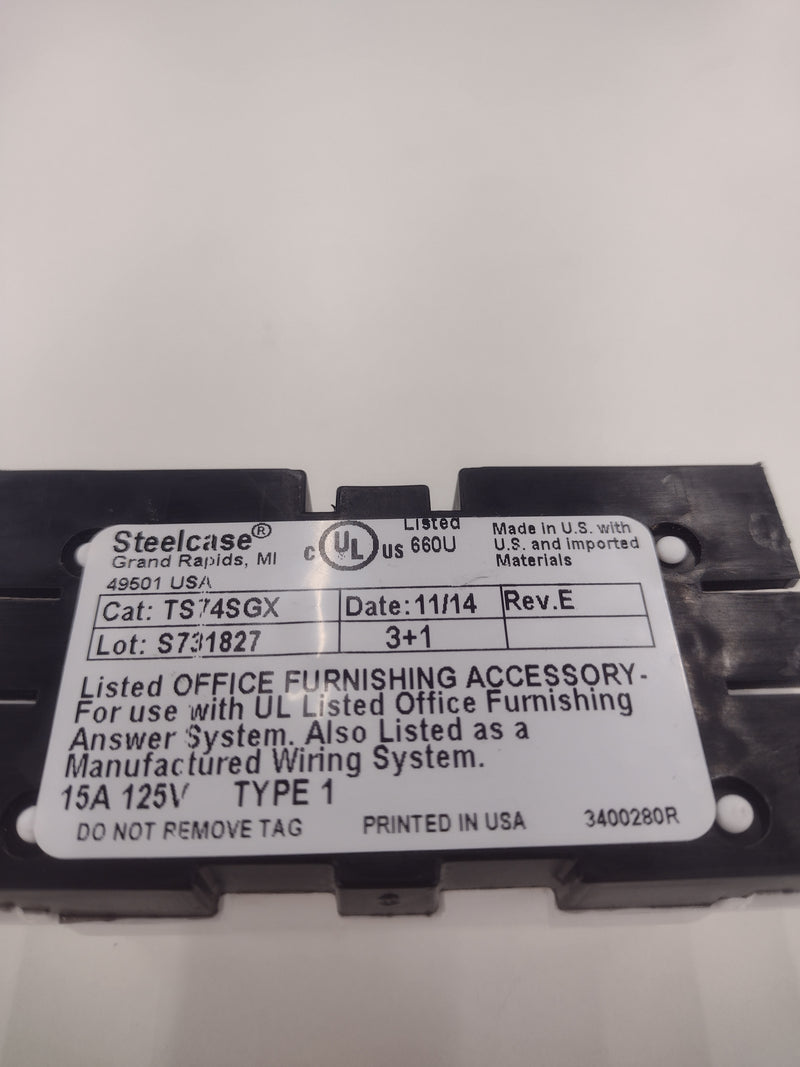 Steelcase®
Grand Rapids, MI
49501 USA
C UL US
Listed
660U
Made in U.S. with
U.S. and imported
Materials
Cat: TS74SGX Date:11/14 Rev.E
Lot: S731827 3+1
Listed OFFICE FURNISHING ACCESSORY-
For use with UL Listed Office Furnishing
Answer System. Also Listed as a
Manufactured Wiring System.
15A 125V TYPE 1
DO NOT REMOVE TAG PRINTED IN USA 3400280R